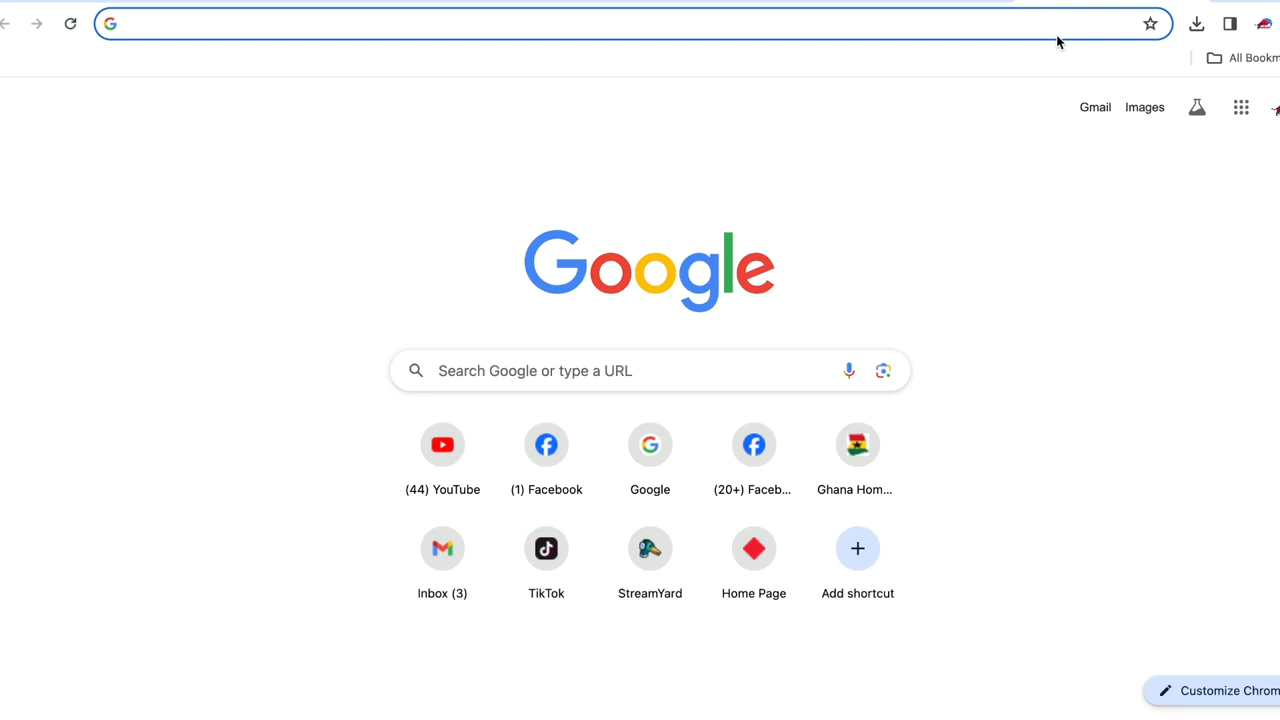 All Bookm
Gmail Images
Google
Search Google or type a URL
(44) YouTube (1) Facebook Google (20+) Faceb... Ghana Hom...
Inbox (3) TikTok StreamYard Home Page Add shortcut
Customize Chrom